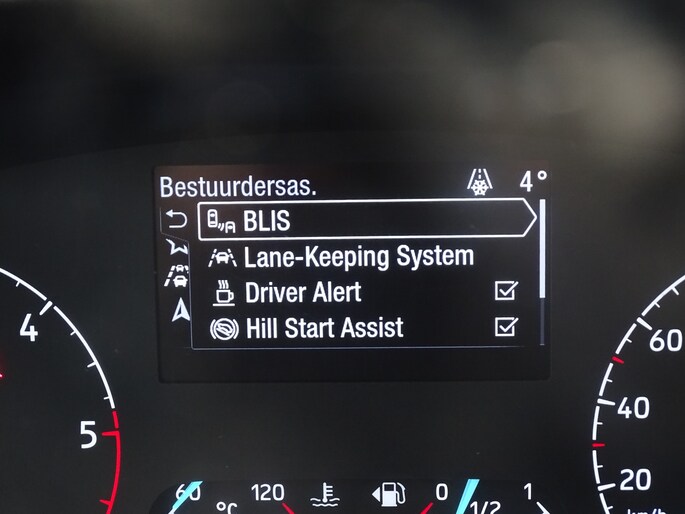 Bestuurdersas. 4°
BLIS
Lane-Keeping System
Driver Alert
Hill Start Assist
4
5
60
40
20
60 °C 120
0 1/2 1